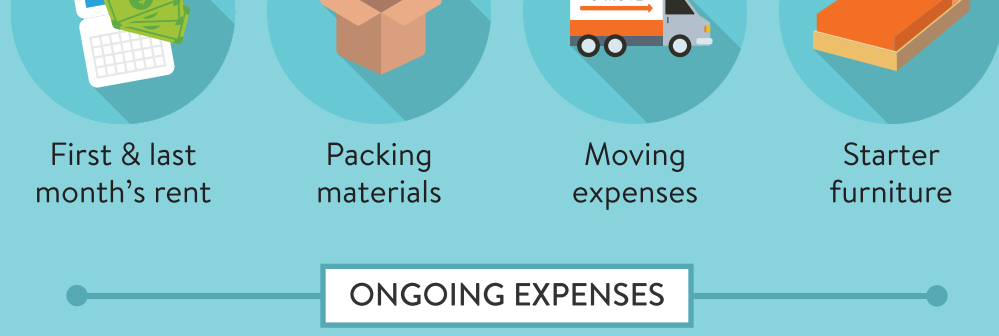 First & last
month's rent
Packing
materials
Moving
expenses
Starter
furniture
ONGOING EXPENSES